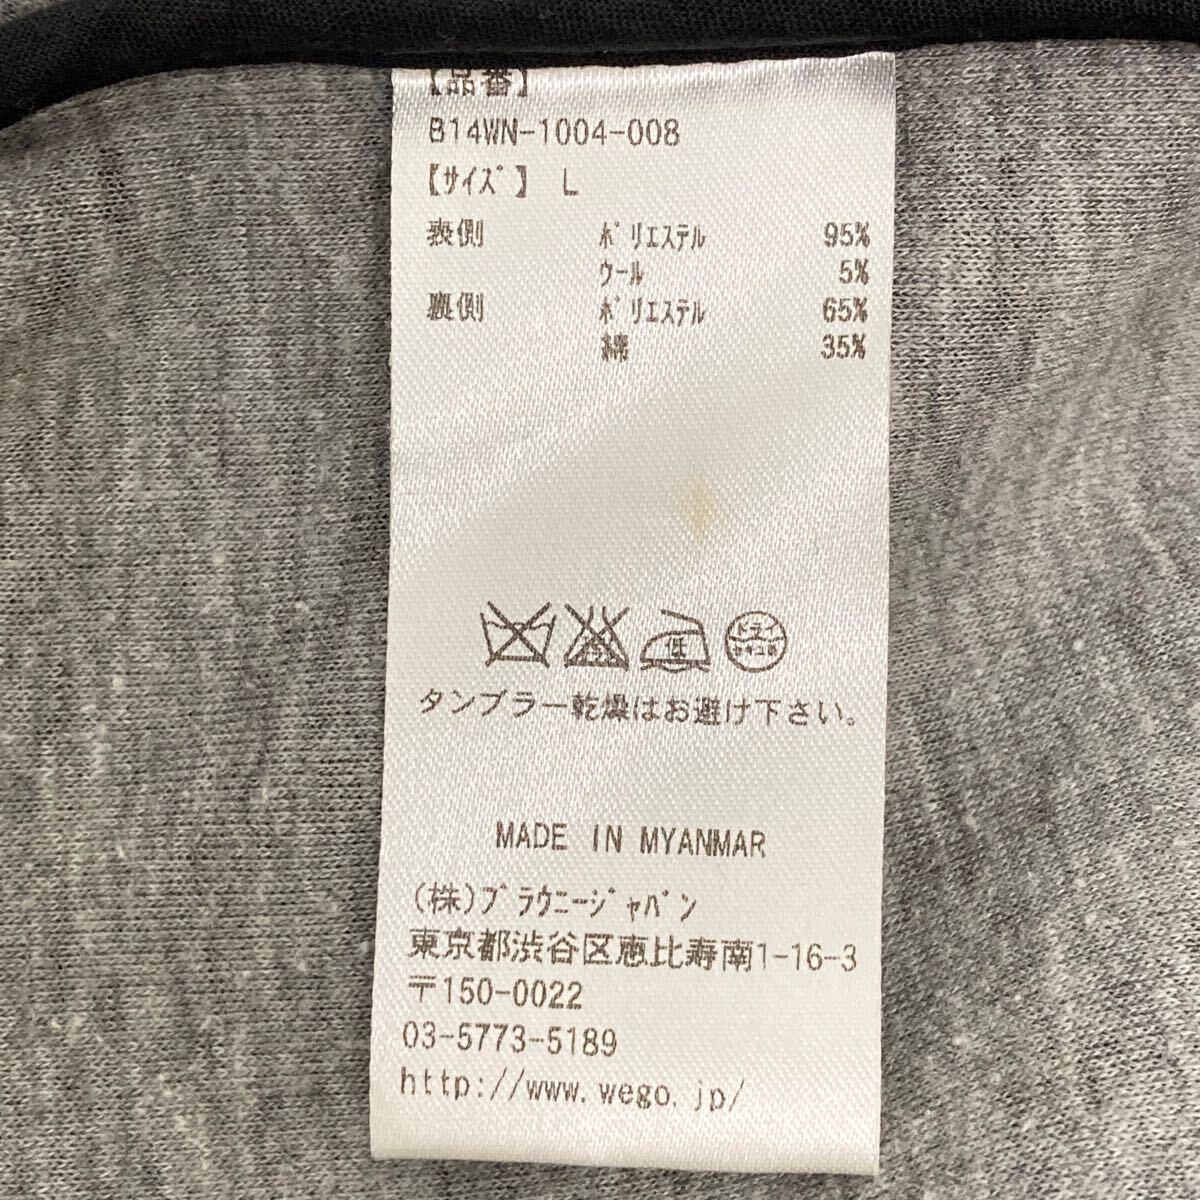 【品番】
B14WN-1004-008
【サイズ】 L
表側 ポリエステル 95%
ウール 5%
裏側 ポリエステル 65%
綿 35%
低 ドライ
タンブラー乾燥はお避け下さい。
MADE IN MYANMAR
(株)ブラウニージャパン
東京都渋谷区恵比寿南1-16-3
〒150-0022
03-5773-5189
http://www.wego.jp/